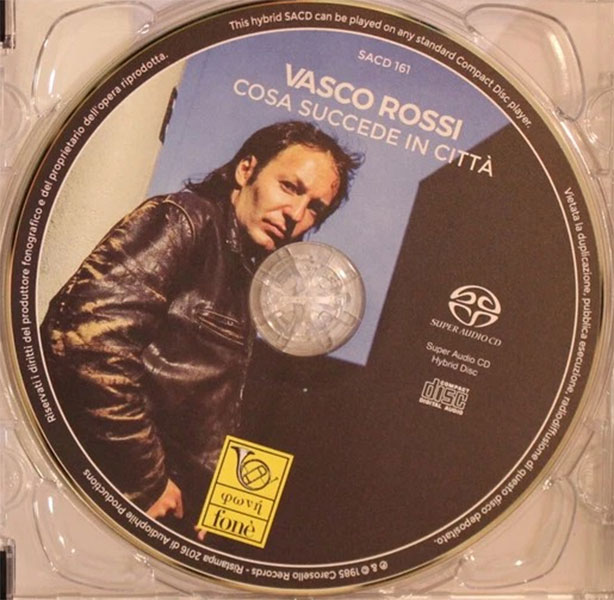 This hybrid SACD can be played on any standard Compact Disc player.
SACD 161
VASCO ROSSI
COSA SUCCEDE IN CITTÀ
Riservati i diritti del produttore fonografico e del proprietario dell'opera riprodotta.
Vietata la duplicazione, pubblica esecuzione, radiodiffusione di questo disco depositato.
SUPER AUDIO CD
Super Audio CD
Hybrid Disc
COMPACT
disc
DIGITAL AUDIO
φωνή
fonè
℗ & © 1985 Carosello Records - Ristampa 2016 di Audiophile Productions